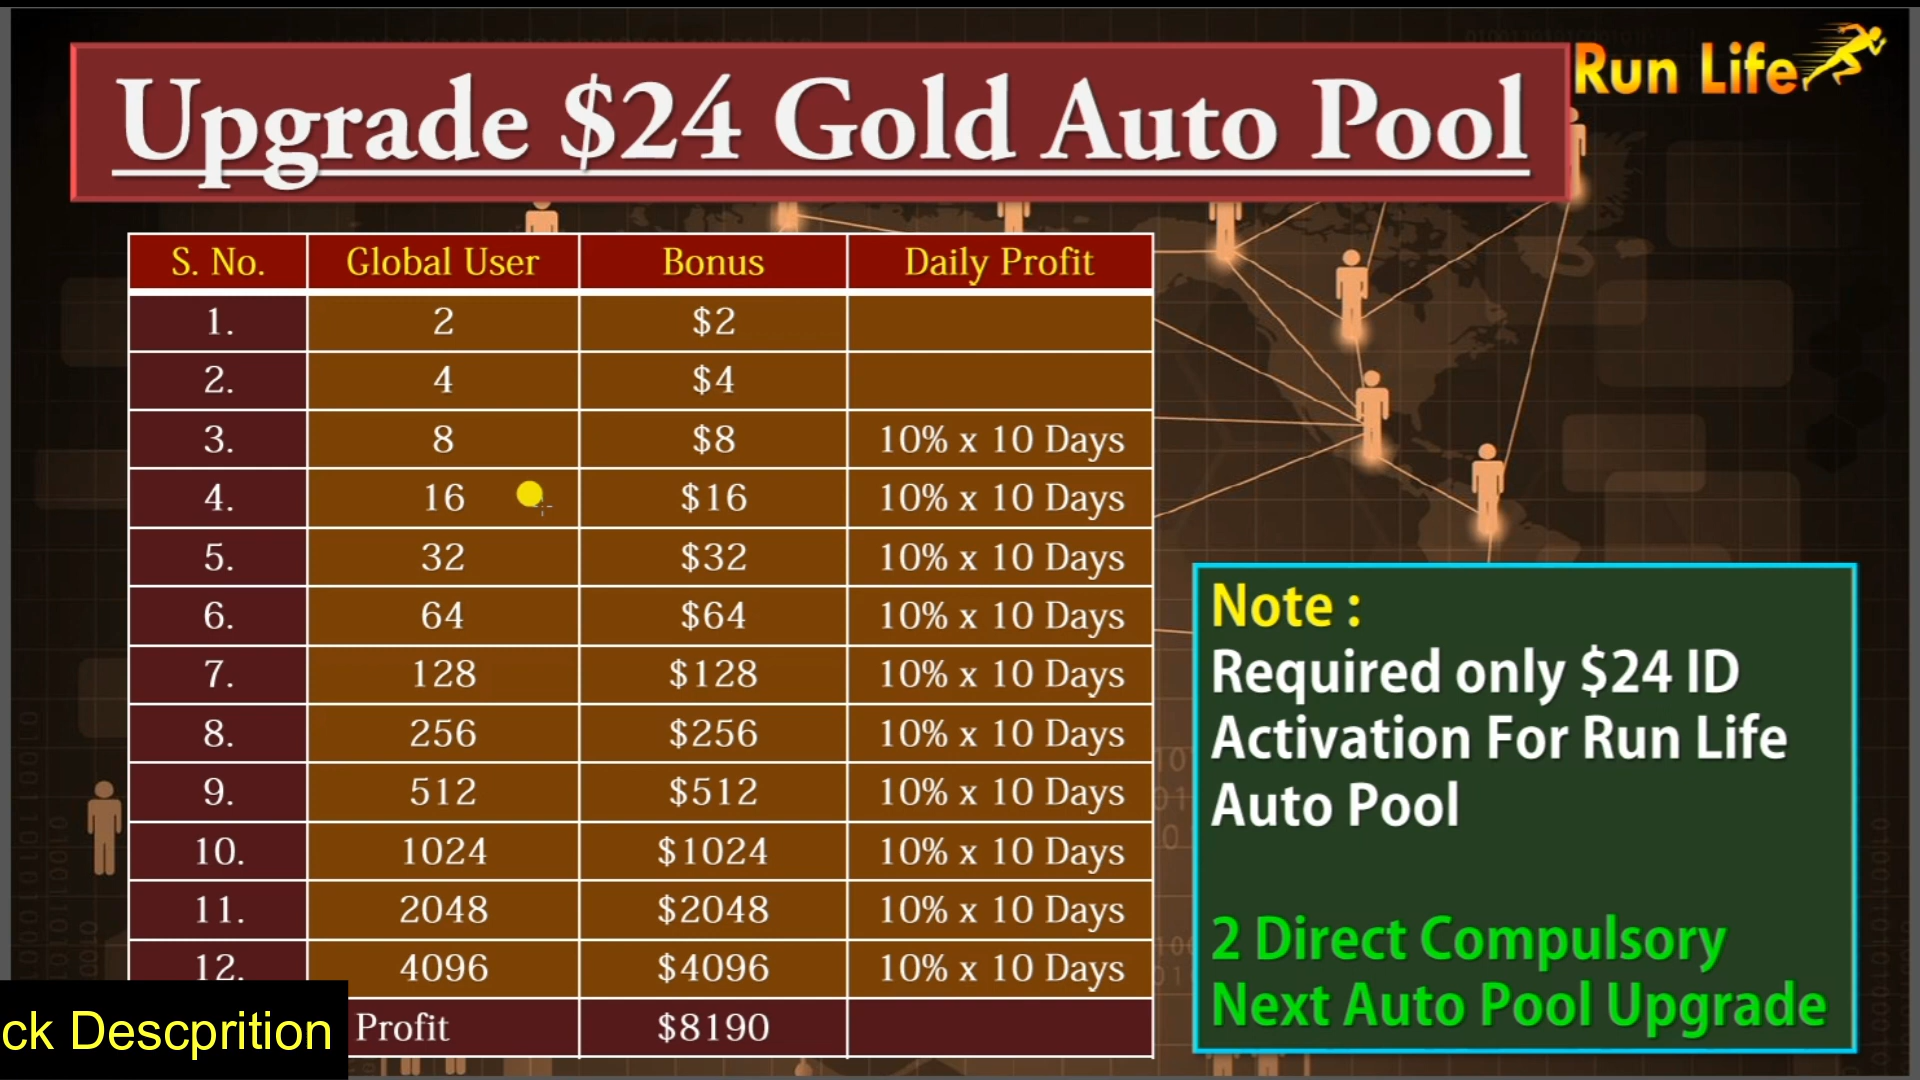 Upgrade $24 Gold Auto Pool
Run Life
S. No. Global User Bonus Daily Profit
1. 2 $2
2. 4 $4
3. 8 $8 10% x 10 Days
4. 16 $16 10% x 10 Days
5. 32 $32 10% x 10 Days
6. 64 $64 10% x 10 Days
7. 128 $128 10% x 10 Days
8. 256 $256 10% x 10 Days
9. 512 $512 10% x 10 Days
10. 1024 $1024 10% x 10 Days
11. 2048 $2048 10% x 10 Days
12. 4096 $4096 10% x 10 Days
Profit $8190
Note :
Required only $24 ID
Activation For Run Life
Auto Pool
2 Direct Compulsory
Next Auto Pool Upgrade
ck Descprition